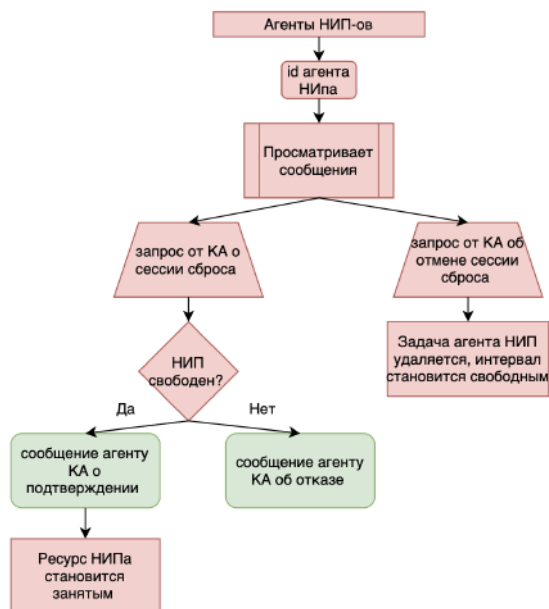 Агенты НИП-ов
id агента
НИпа
Просматривает
сообщения
запрос от КА о
сессии сброса
запрос от КА об
отмене сессии
сброса
НИП
свободен?
Задача агента НИП
удаляется, интервал
становится свободным
Да
Нет
сообщение агенту
КА о
подтверждении
сообщение агенту
КА об отказе
Ресурс НИПа
становится
занятым